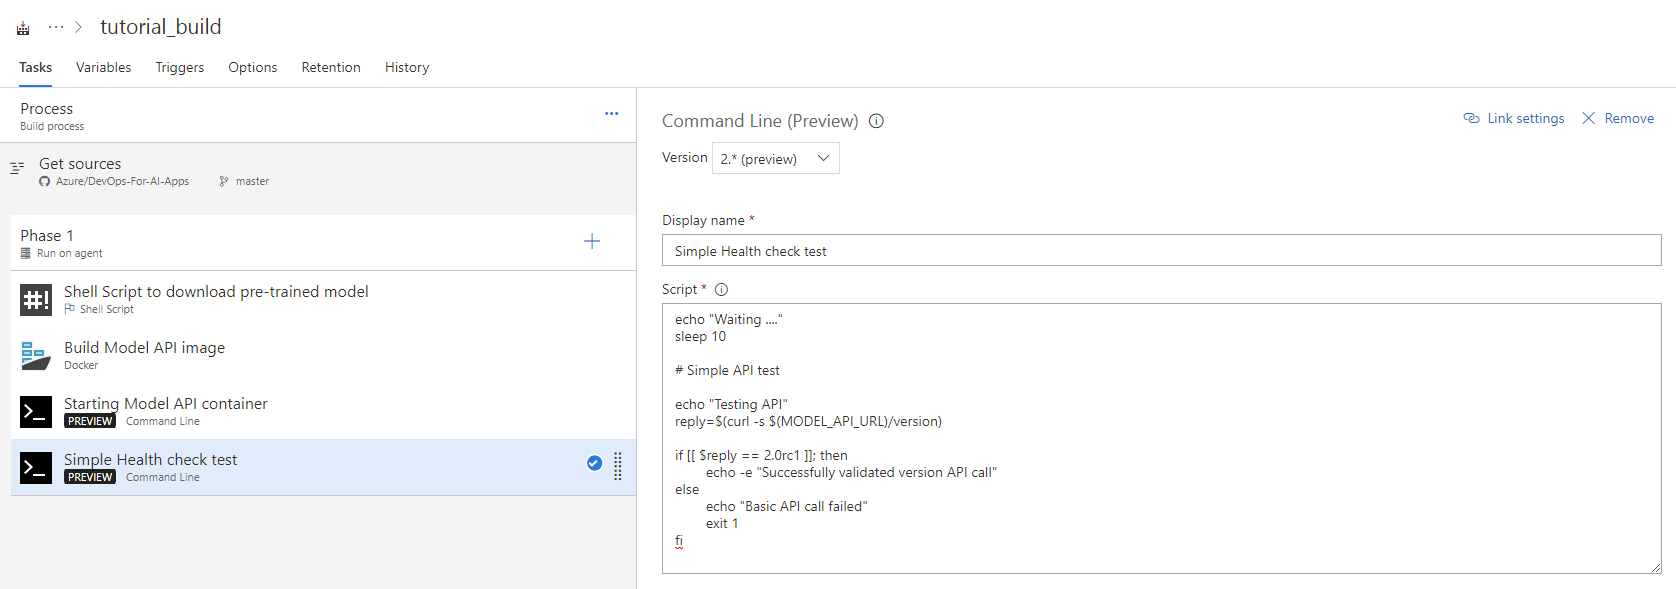 ··· > tutorial_build
Tasks Variables Triggers Options Retention History
Process
Build process
...
Get sources
Azure/DevOps-For-AI-Apps master
Phase 1
Run on agent
#! Shell Script to download pre-trained model
Shell Script
Build Model API image
Docker
Starting Model API container
PREVIEW Command Line
Simple Health check test
PREVIEW Command Line
Command Line (Preview)
Link settings Remove
Version 2.* (preview)
Display name *
Simple Health check test
Script *
echo "Waiting ...."
sleep 10
# Simple API test
echo "Testing API"
reply=$(curl -s $(MODEL_API_URL)/version)
if [[ $reply == 2.0rc1 ]]; then
echo -e "Successfully validated version API call"
else
echo "Basic API call failed"
exit 1
fi